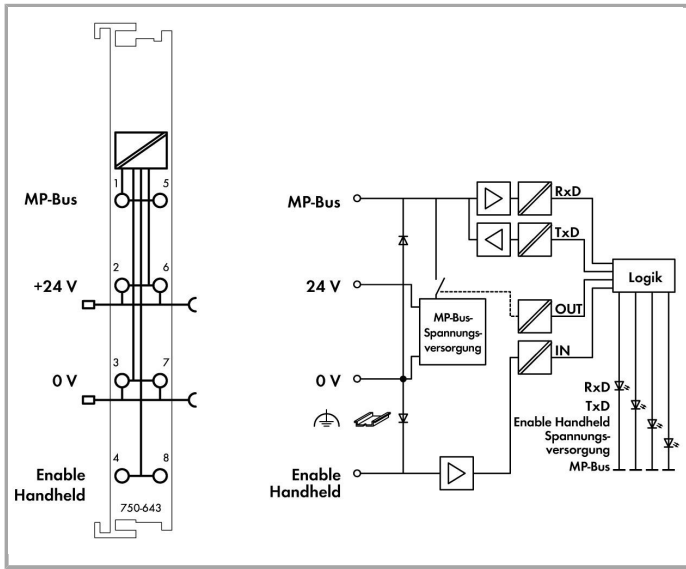 1
5
MP-Bus
2
6
+24 V
3
7
0 V
4
8
Enable
Handheld
750-643
MP-Bus
24 V
0 V
Enable
Handheld
MP-Bus-
Spannungs-
versorgung
RxD
TxD
OUT
IN
Logik
RxD
TxD
Enable Handheld
Spannungs-
versorgung
MP-Bus